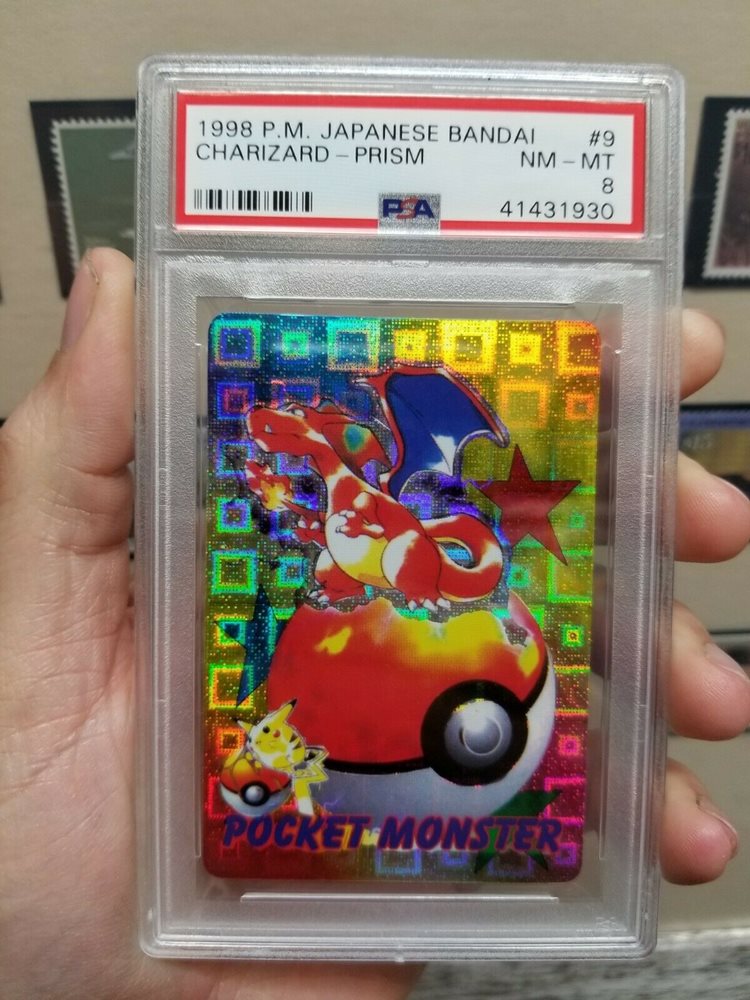 1998 P.M. JAPANESE BANDAI #9
CHARIZARD – PRISM NM – MT
8
PSA 41431930
POCKET MONSTER